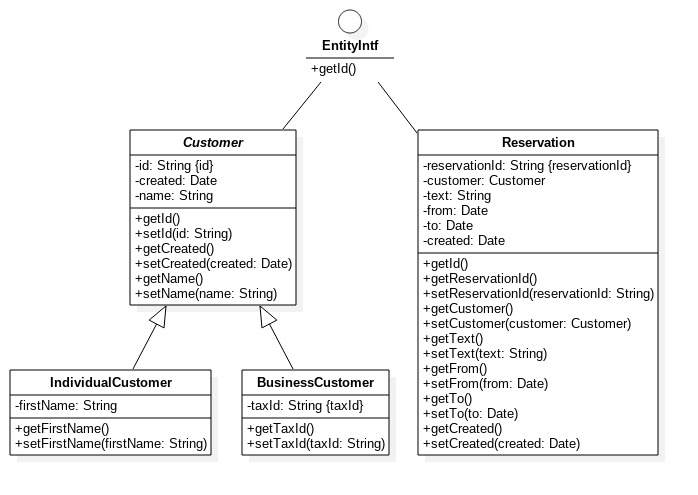 EntityIntf
+getId()
Customer
-id: String {id}
-created: Date
-name: String
+getId()
+setId(id: String)
+getCreated()
+setCreated(created: Date)
+getName()
+setName(name: String)
Reservation
-reservationId: String {reservationId}
-customer: Customer
-text: String
-from: Date
-to: Date
-created: Date
+getId()
+getReservationId()
+setReservationId(reservationId: String)
+getCustomer()
+setCustomer(customer: Customer)
+getText()
+setText(text: String)
+getFrom()
+setFrom(from: Date)
+getTo()
+setTo(to: Date)
+getCreated()
+setCreated(created: Date)
IndividualCustomer
-firstName: String
+getFirstName()
+setFirstName(firstName: String)
BusinessCustomer
-taxId: String {taxId}
+getTaxId()
+setTaxId(taxId: String)